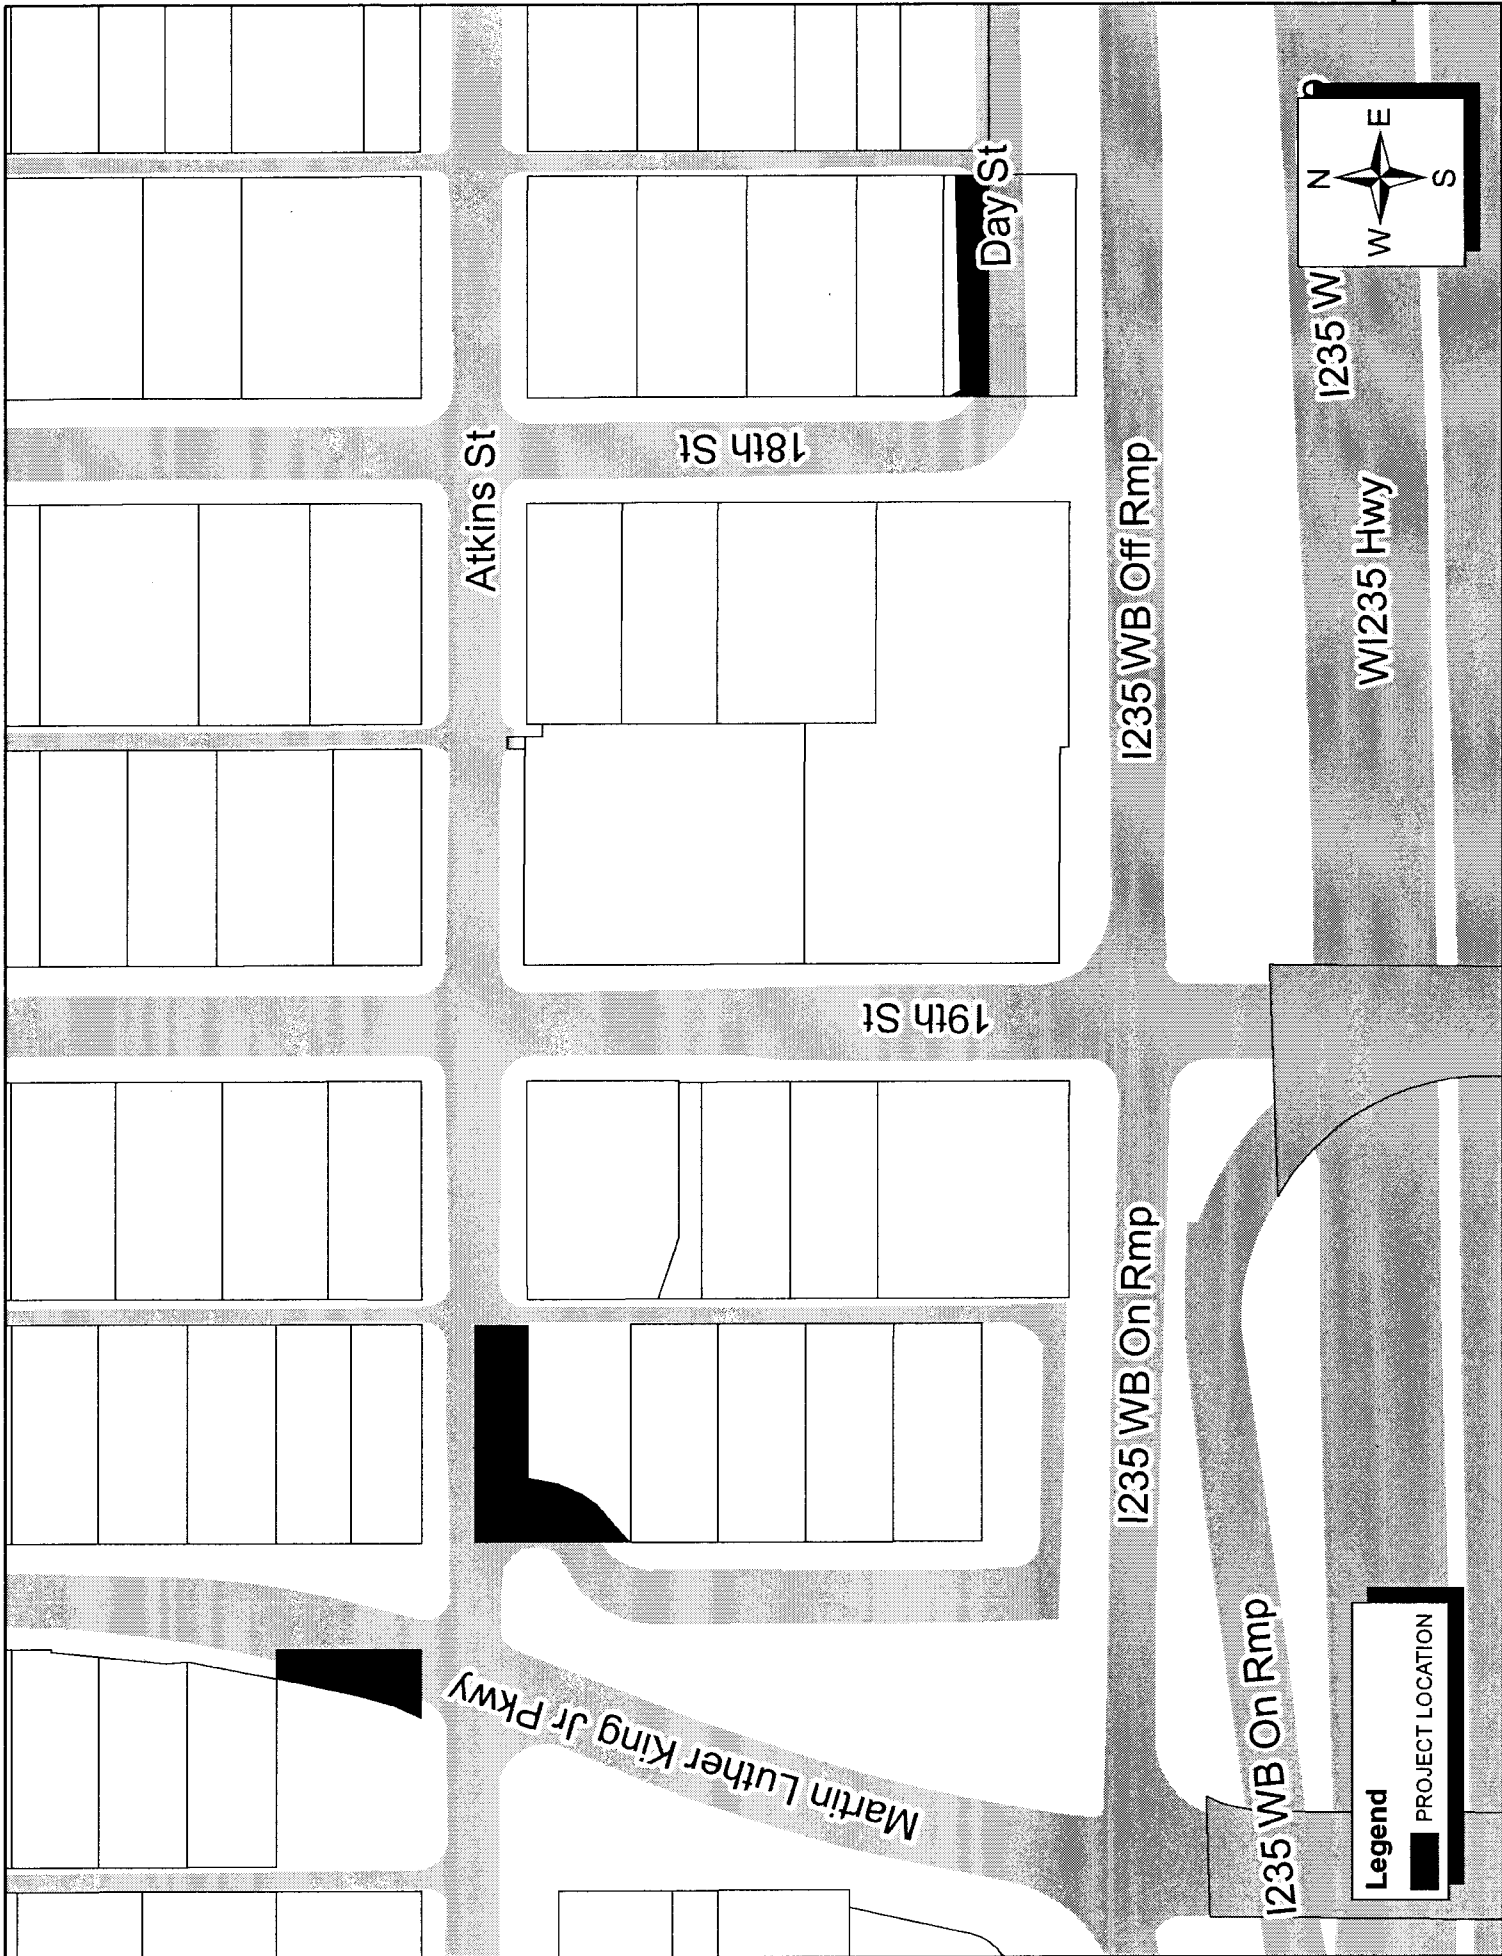 Atkins St
18th St
Day St
19th St
Martin Luther King Jr Pkwy
I235 WB Off Rmp
I235 WB On Rmp
I235 WB On Rmp
I235 W
WI235 Hwy
N
W
E
S
Legend
PROJECT LOCATION